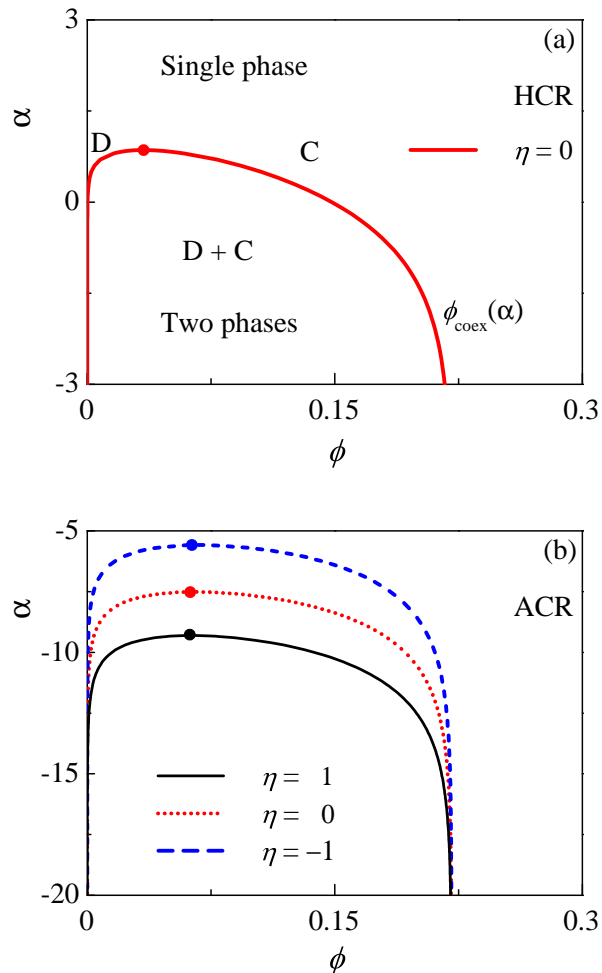 3
(a)
Single phase
HCR
α
D
C
η = 0
0
D + C
Two phases
ϕcoex(α)
-3
0
0.15
0.3
ϕ
-5
(b)
α
ACR
-10
-15
η = 1
η = 0
η = –1
-20
0
0.15
0.3
ϕ